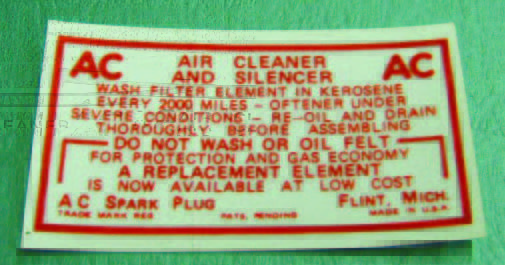 AC AIR CLEANER AC
AND SILENCER
WASH FILTER ELEMENT IN KEROSENE
EVERY 2000 MILES - OFTENER UNDER
SEVERE CONDITIONS - RE-OIL AND DRAIN
THOROUGHLY BEFORE ASSEMBLING
DO NOT WASH OR OIL FELT
FOR PROTECTION AND GAS ECONOMY
A REPLACEMENT ELEMENT
IS NOW AVAILABLE AT LOW COST
AC SPARK PLUG FLINT, MICH.
TRADE MARK REG PATS. PENDING MADE IN U.S.A.